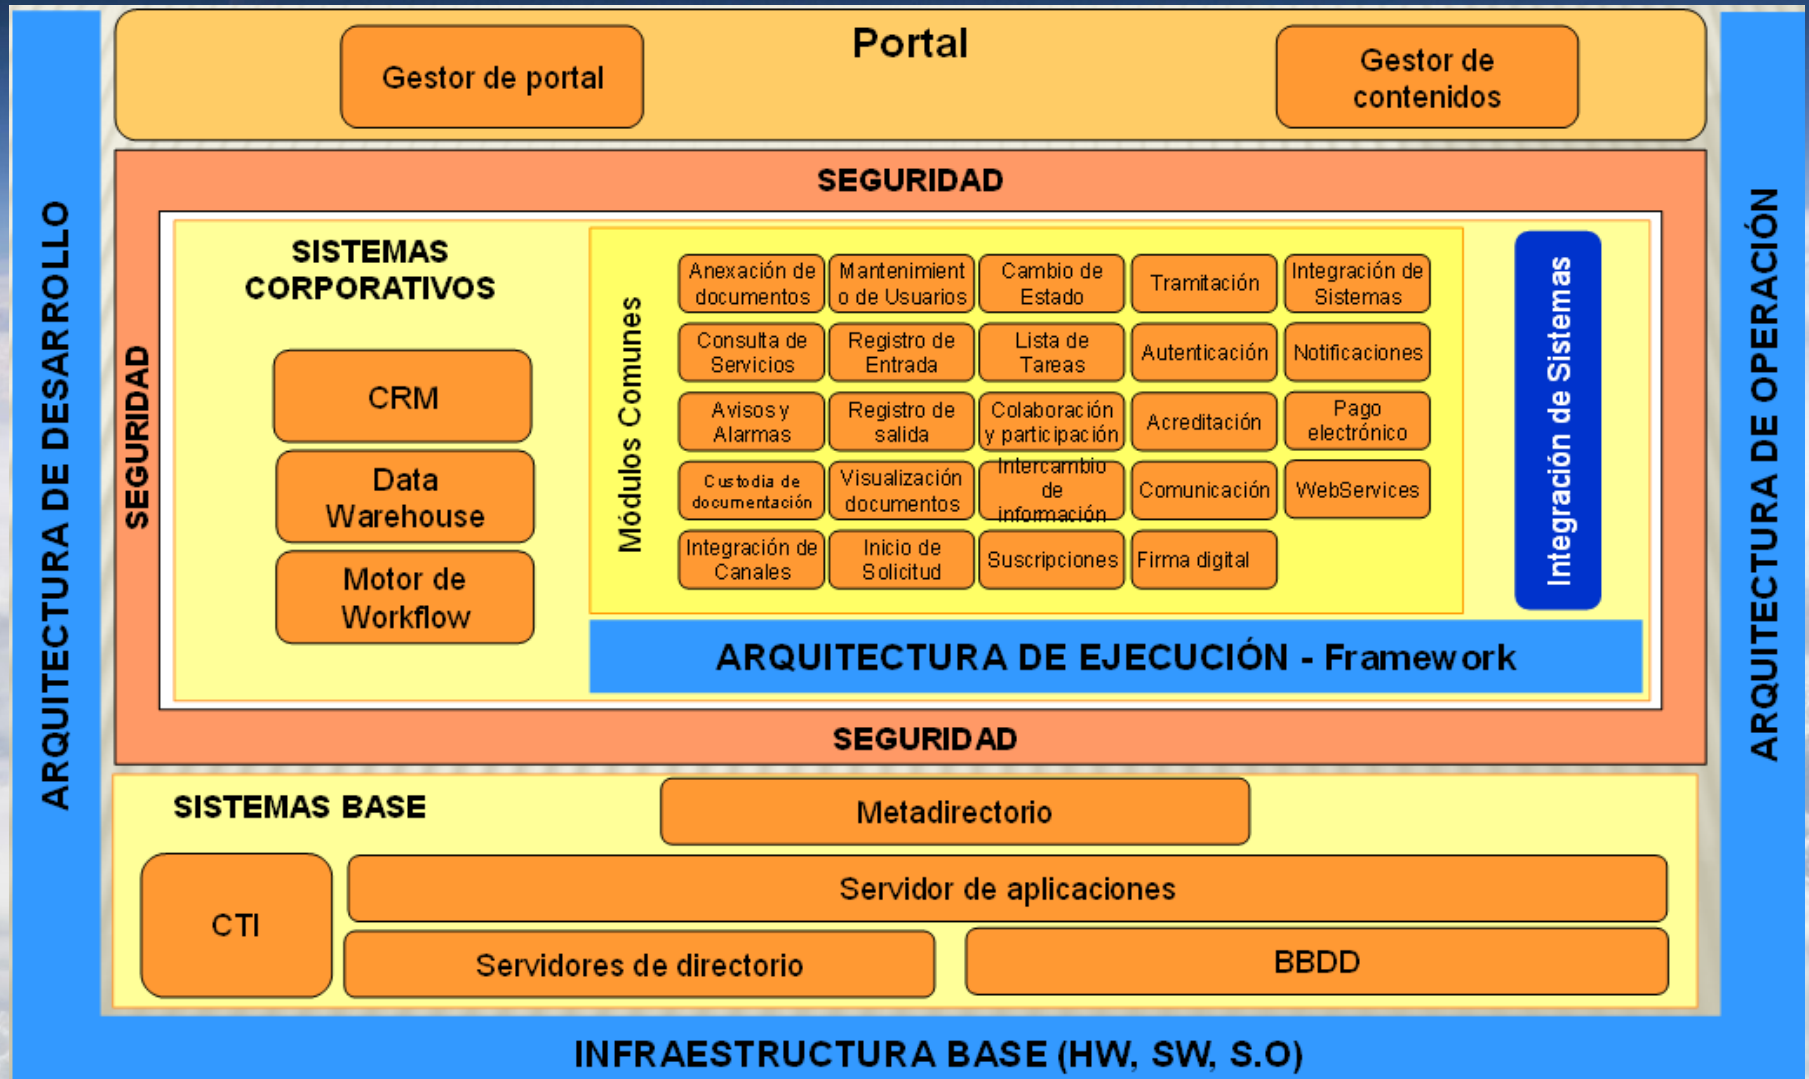 Portal
Gestor de portal
Gestor de
contenidos
ARQUITECTURA DE DESARROLLO
SEGURIDAD
SEGURIDAD
SISTEMAS
CORPORATIVOS
CRM
Data
Warehouse
Motor de
Workflow
Módulos Comunes
Anexación de
documentos
Mantenimient
o de Usuarios
Cambio de
Estado
Tramitación
Integración de
Sistemas
Consulta de
Servicios
Registro de
Entrada
Lista de
Tareas
Autenticación
Notificaciones
Avisos y
Alarmas
Registro de
salida
Colaboración
y participación
Acreditación
Pago
electrónico
Custodia de
documentación
Visualización
documentos
Intercambio
de
información
Comunicación
WebServices
Integración de
Canales
Inicio de
Solicitud
Suscripciones
Firma digital
Integración de Sistemas
ARQUITECTURA DE EJECUCIÓN - Framework
SEGURIDAD
ARQUITECTURA DE OPERACIÓN
SISTEMAS BASE
Metadirectorio
CTI
Servidor de aplicaciones
Servidores de directorio
BBDD
INFRAESTRUCTURA BASE (HW, SW, S.O)